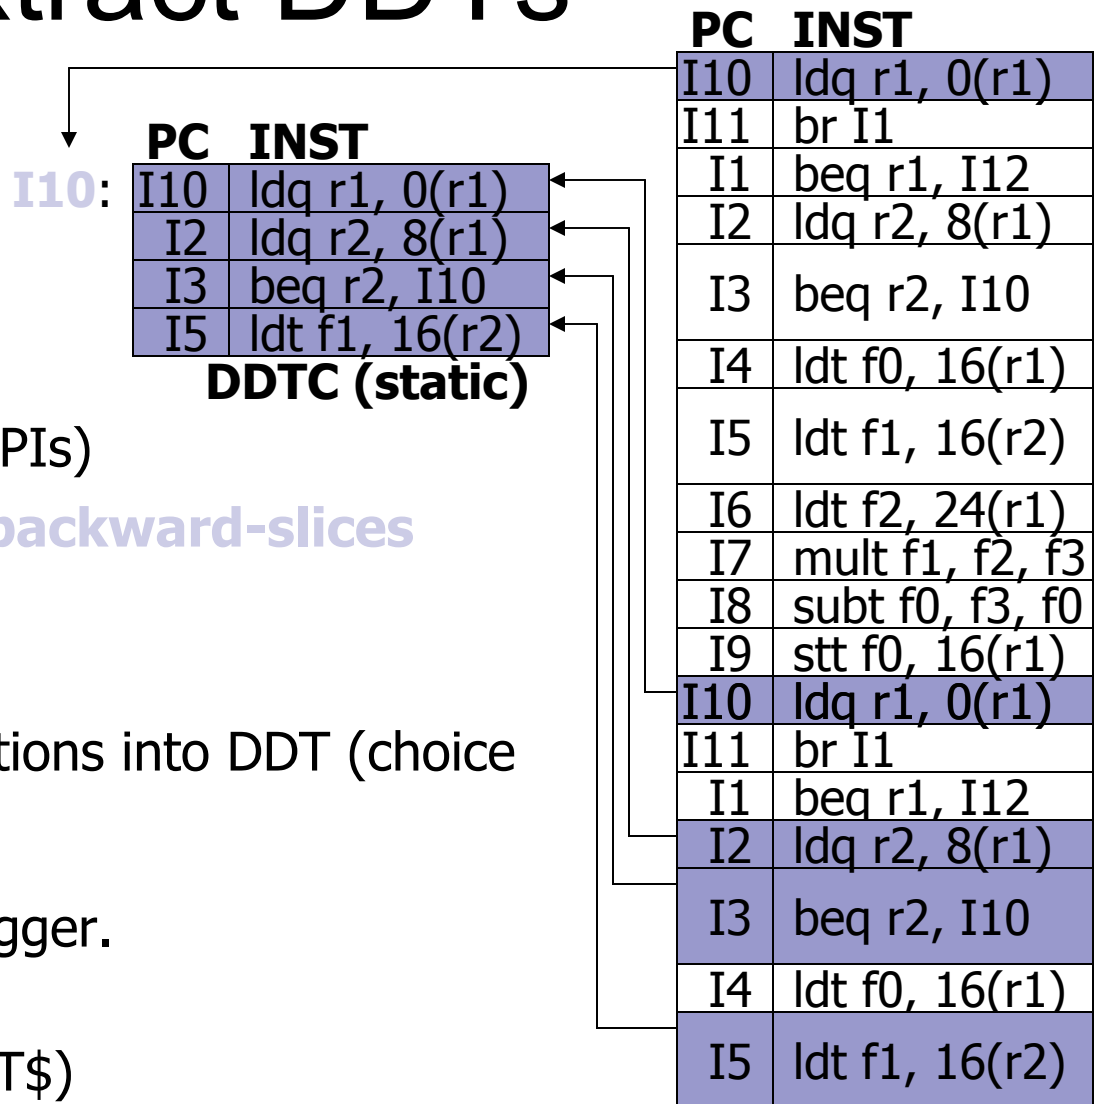 xtract DDTs
PC INST
I10: I10 ldq r1, 0(r1)
I2 ldq r2, 8(r1)
I3 beq r2, I10
I5 ldt f1, 16(r2)
DDTC (static)
PIs)
backward-slices
tions into DDT (choice
gger.
T$)
PC INST
I10 ldq r1, 0(r1)
I11 br I1
I1 beq r1, I12
I2 ldq r2, 8(r1)
I3 beq r2, I10
I4 ldt f0, 16(r1)
I5 ldt f1, 16(r2)
I6 ldt f2, 24(r1)
I7 mult f1, f2, f3
I8 subt f0, f3, f0
I9 stt f0, 16(r1)
I10 ldq r1, 0(r1)
I11 br I1
I1 beq r1, I12
I2 ldq r2, 8(r1)
I3 beq r2, I10
I4 ldt f0, 16(r1)
I5 ldt f1, 16(r2)